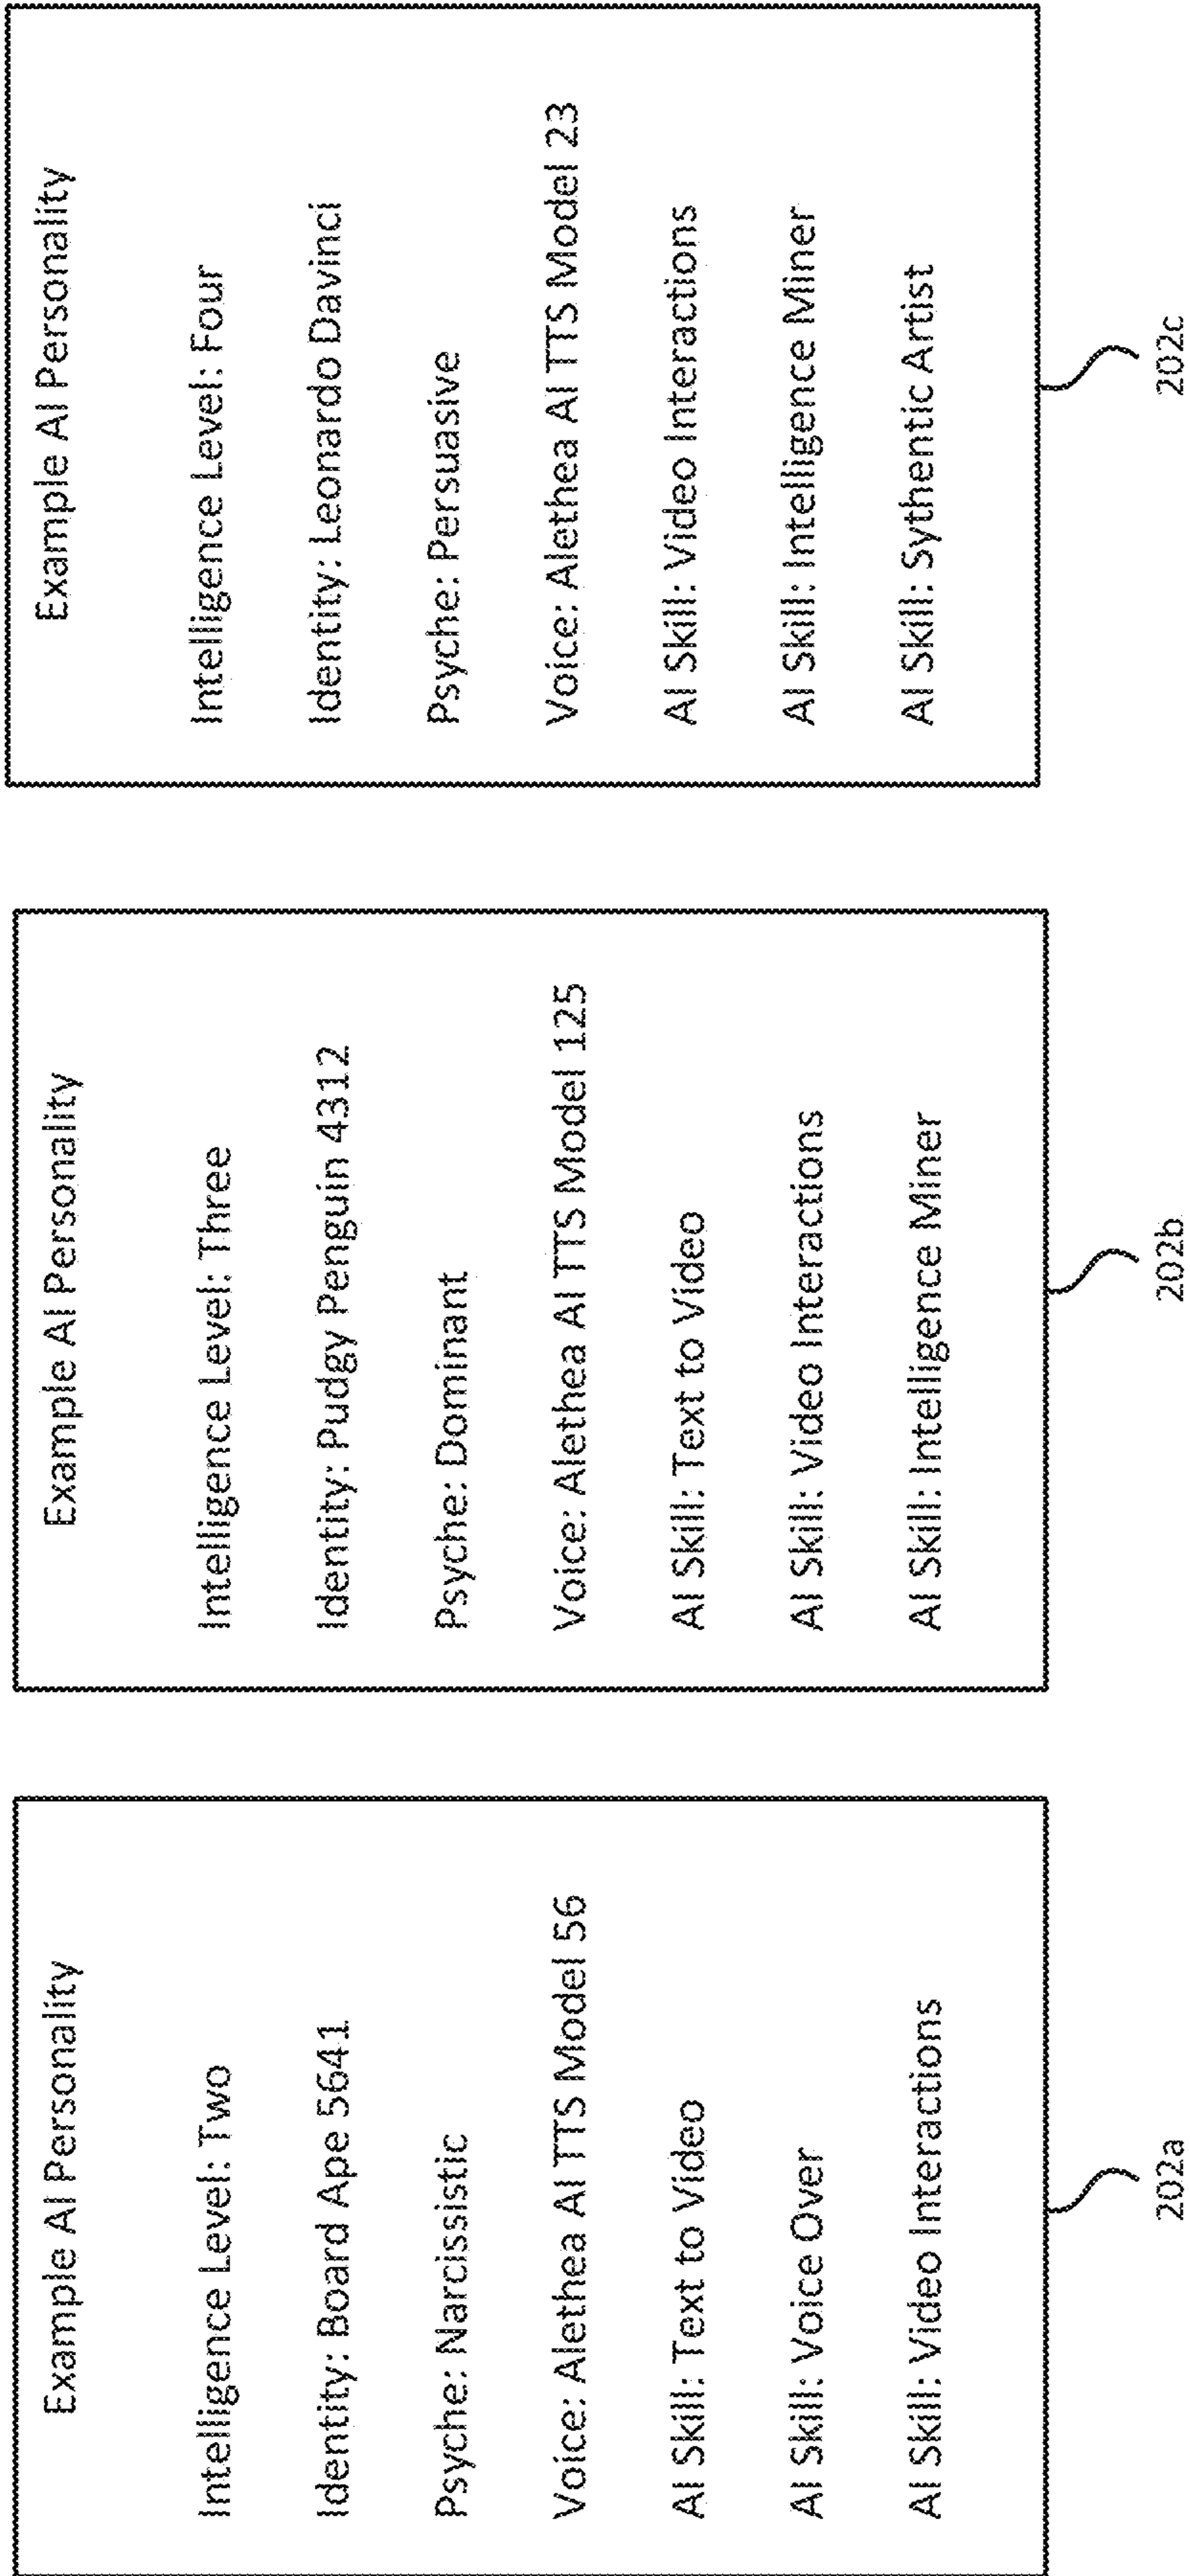 Example AI Personality
Intelligence Level: Two
Identity: Board Ape 5641
Psyche: Narcissistic
Voice: Alethea AI TTS Model 56
AI Skill: Text to Video
AI Skill: Voice Over
AI Skill: Video Interactions
202a
Example AI Personality
Intelligence Level: Three
Identity: Pudgy Penguin 4312
Psyche: Dominant
Voice: Alethea AI TTS Model 125
AI Skill: Text to Video
AI Skill: Video Interactions
AI Skill: Intelligence Miner
202b
Example AI Personality
Intelligence Level: Four
Identity: Leonardo Davinci
Psyche: Persuasive
Voice: Alethea AI TTS Model 23
AI Skill: Video Interactions
AI Skill: Intelligence Miner
AI Skill: Sythentic Artist
202c